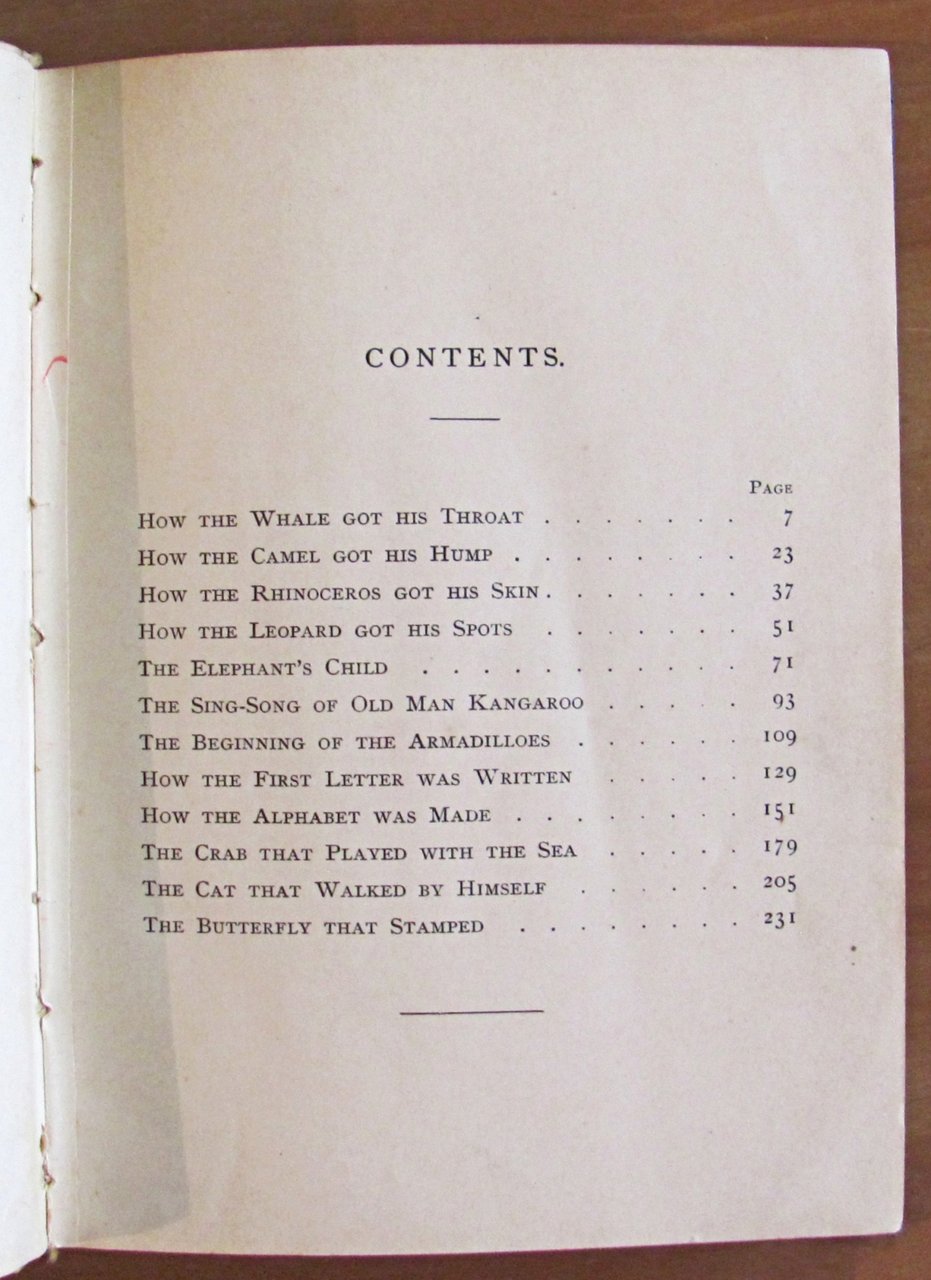 CONTENTS.
PAGE
HOW THE WHALE GOT HIS THROAT . . . . . . . 7
HOW THE CAMEL GOT HIS HUMP . . . . . . . . 23
HOW THE RHINOCEROS GOT HIS SKIN . . . . . . . 37
HOW THE LEOPARD GOT HIS SPOTS . . . . . . . 51
THE ELEPHANT'S CHILD . . . . . . . . . . . 71
THE SING-SONG OF OLD MAN KANGAROO . . . . . 93
THE BEGINNING OF THE ARMADILLOES . . . . . . 109
HOW THE FIRST LETTER WAS WRITTEN . . . . . 129
HOW THE ALPHABET WAS MADE . . . . . . . . 151
THE CRAB THAT PLAYED WITH THE SEA . . . . . 179
THE CAT THAT WALKED BY HIMSELF . . . . . . 205
THE BUTTERFLY THAT STAMPED . . . . . . . . 231